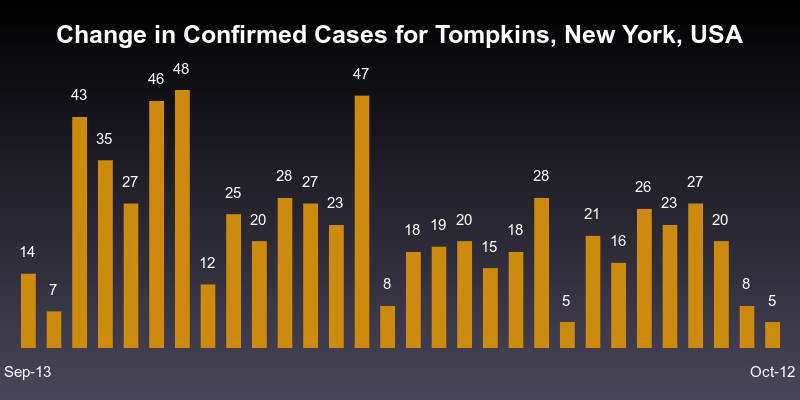 Change in Confirmed Cases for Tompkins, New York, USA
14 7 43 35 27 46 48 12 25 20 28 27 23 47 8 18 19 20 15 18 28 5 21 16 26 23 27 20 8 5
Sep-13 Oct-12